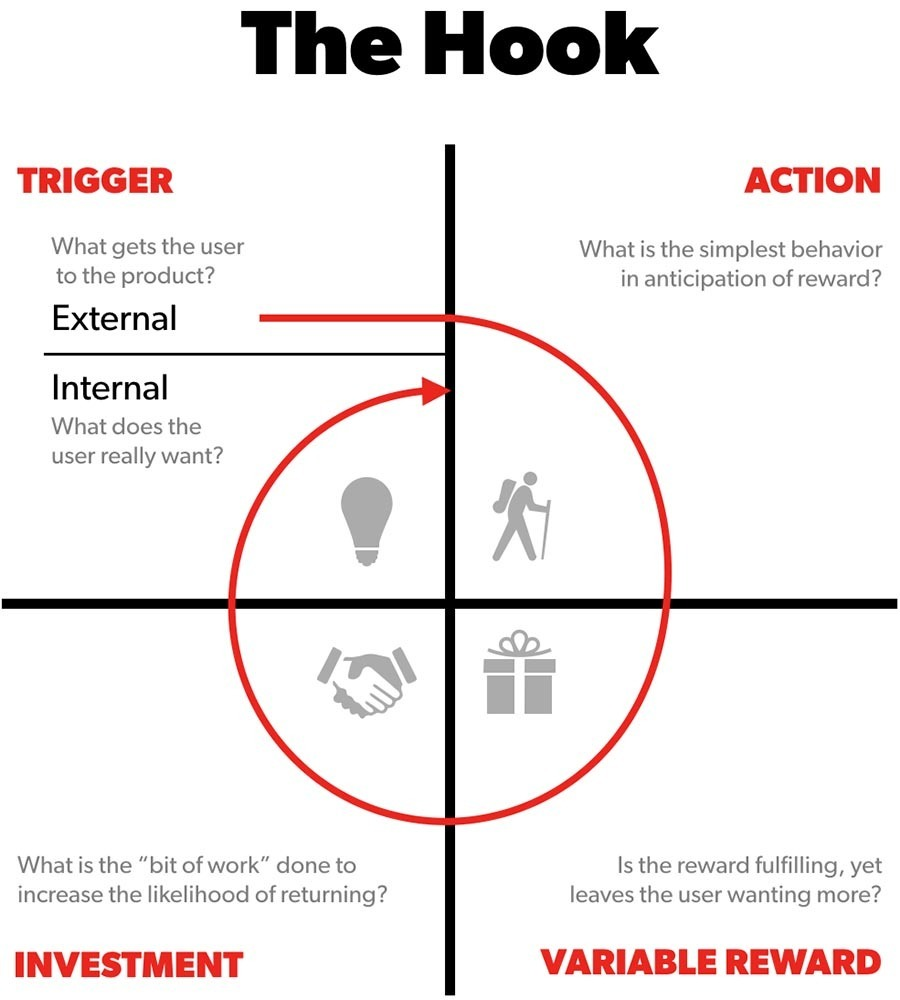 The Hook
TRIGGER
What gets the user
to the product?
External
Internal
What does the
user really want?
ACTION
What is the simplest behavior
in anticipation of reward?
What is the “bit of work” done to
increase the likelihood of returning?
INVESTMENT
Is the reward fulfilling, yet
leaves the user wanting more?
VARIABLE REWARD